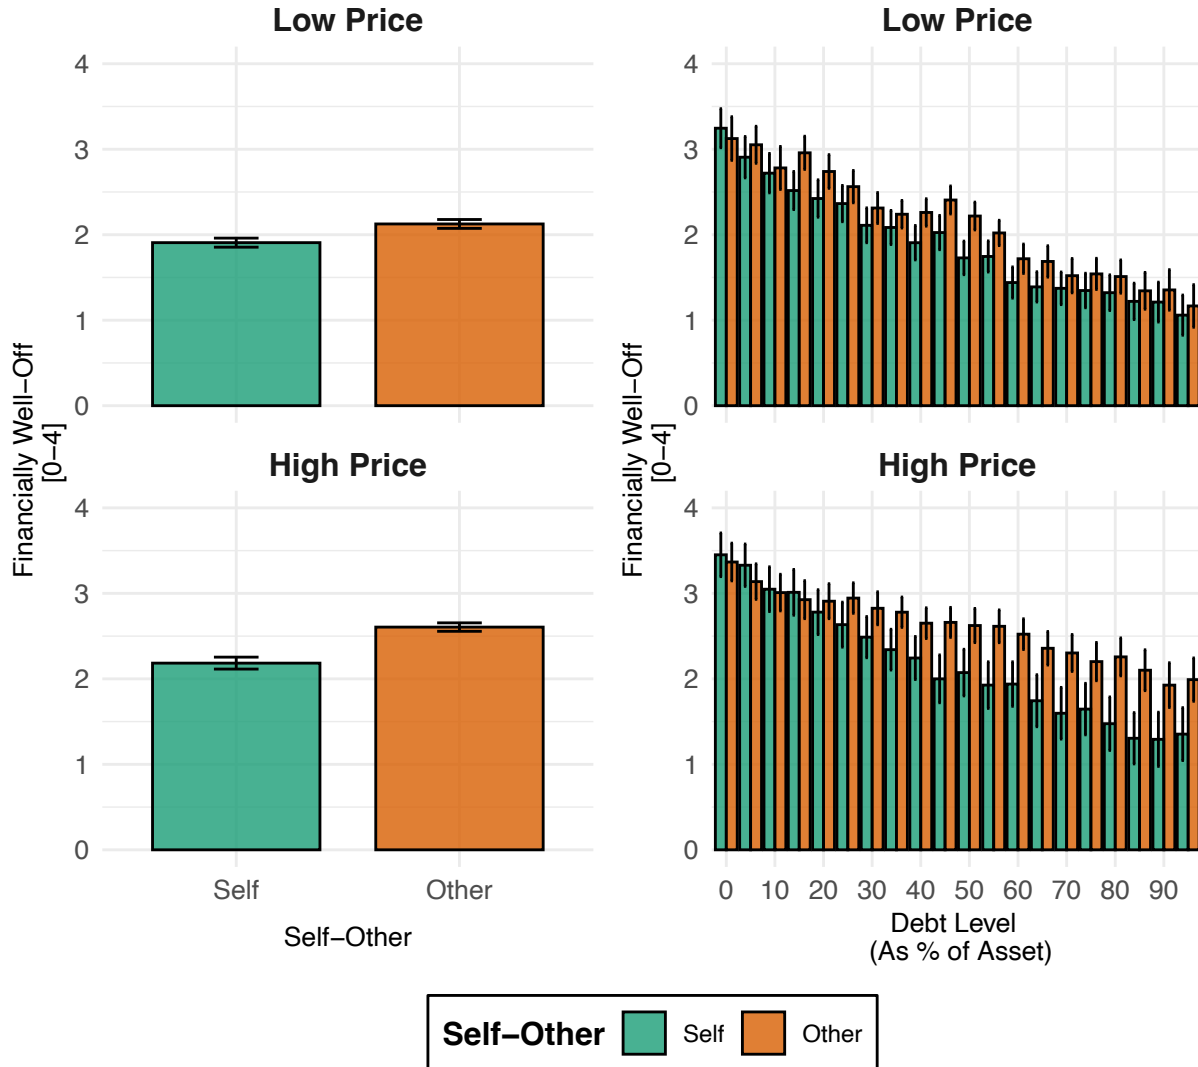 Low Price
Low Price
4
3
2
1
0
4
3
2
1
0
Financially Well−Off
[0−4]
Financially Well−Off
[0−4]
High Price
High Price
4
3
2
1
0
4
3
2
1
0
Self
Other
0 10 20 30 40 50 60 70 80 90
Self−Other
Debt Level
(As % of Asset)
Self−Other Self Other